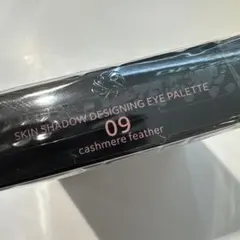 SKIN SHADOW DESIGNING EYE PALETTE
09
cashmere feather